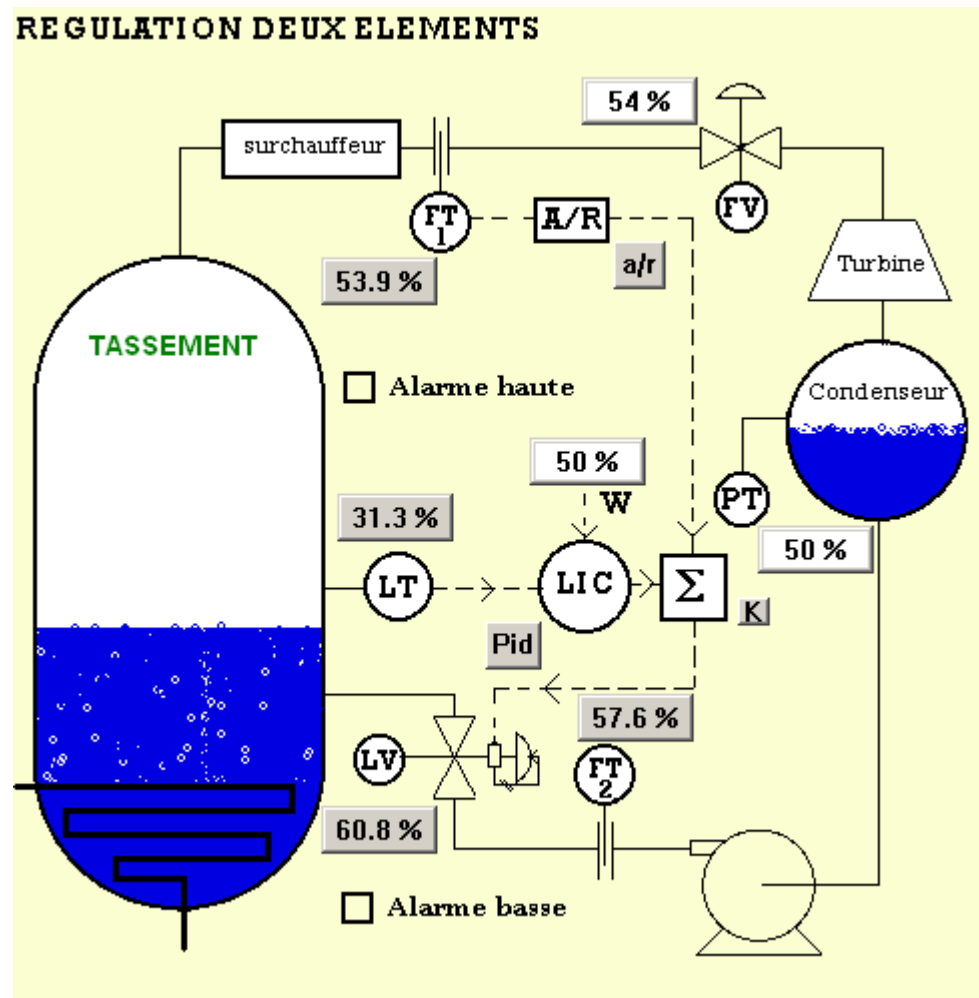 REGULATION DEUX ELEMENTS
54 %
surchauffeur
FT
1
A/R
FV
a/r
53.9 %
Turbine
TASSEMENT
Alarme haute
Condenseur
50 %
W
PT
31.3 %
50 %
LT
LIC
Σ
K
Pid
57.6 %
LV
FT
2
60.8 %
Alarme basse